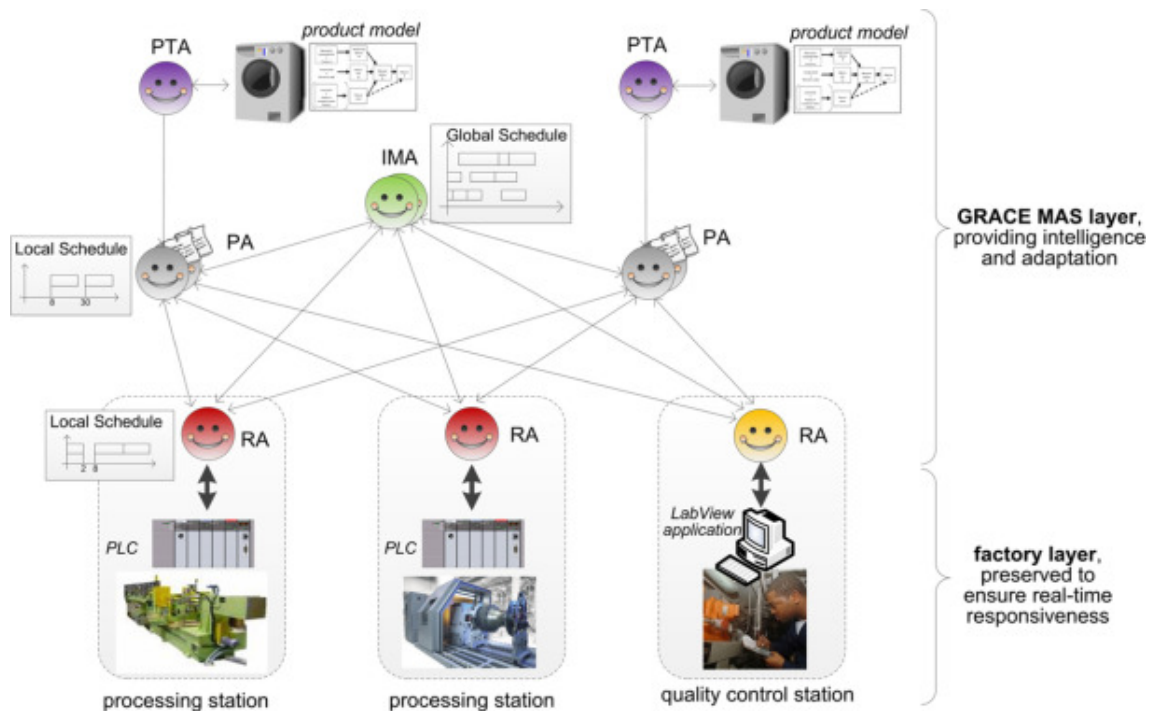 PTA
product model
PTA
product model
IMA
Global Schedule
GRACE MAS layer,
providing intelligence
and adaptation
Local Schedule
0 30
PA
PA
Local Schedule
2 8
RA
RA
RA
PLC
PLC
LabView
application
factory layer,
preserved to
ensure real-time
responsiveness
processing station
processing station
quality control station